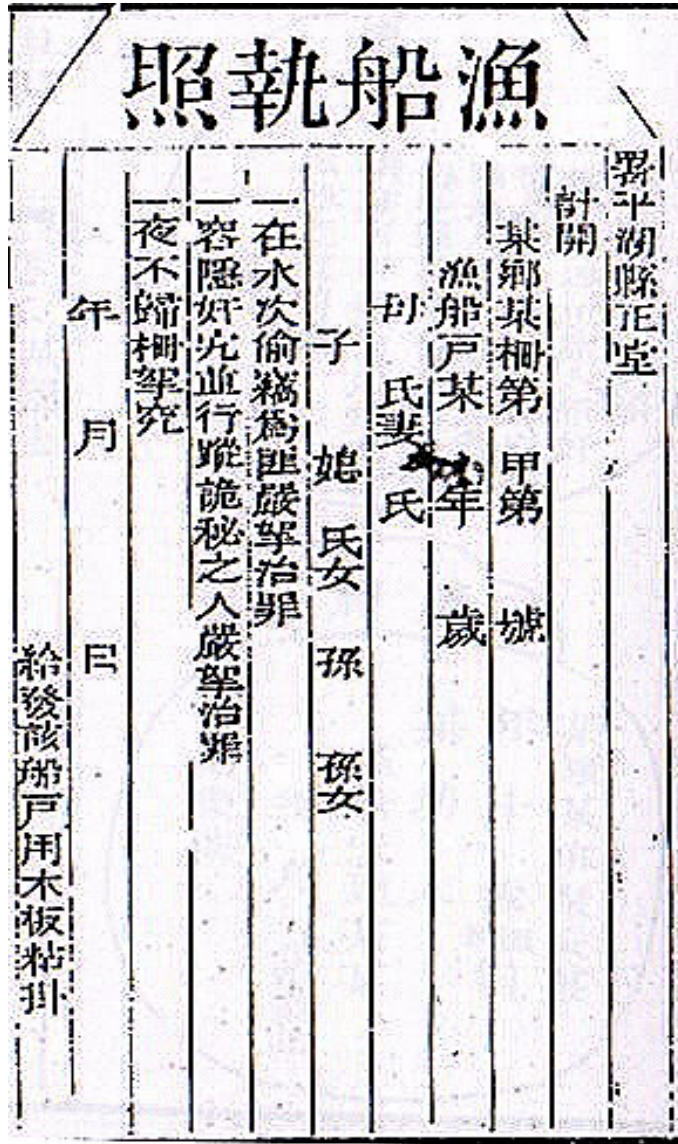 漁船執照
署平湖縣正堂
計開
某鄉某柵第 甲第 號
漁船戸某 年 歲
母 氏妻 氏
子 媳 氏女 孫 孫女
一在水次偷竊爲匪嚴拏治罪
一容隱奸宄並行蹤詭秘之人嚴拏治罪
一夜不歸柵拏究
年 月 日
給發該船戸用木板粘掛